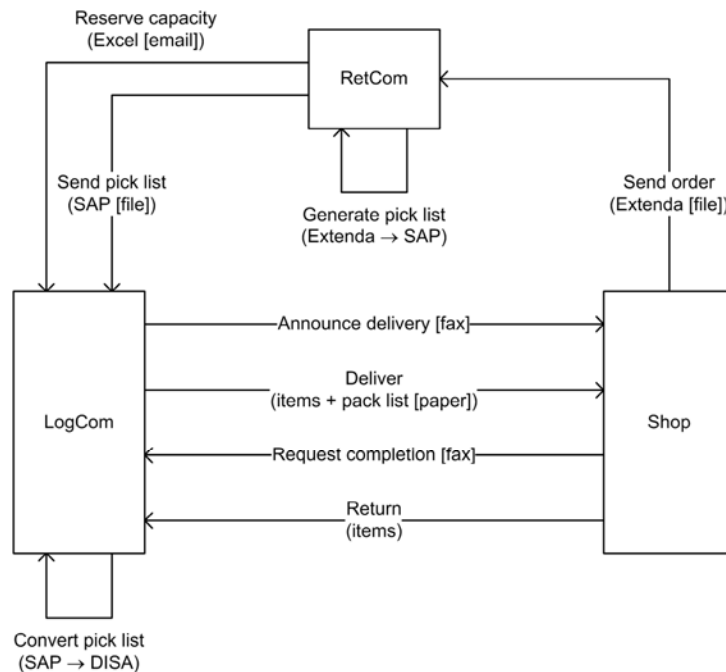 Reserve capacity
(Excel [email])
RetCom
Send pick list
(SAP [file])
Generate pick list
(Extenda → SAP)
Send order
(Extenda [file])
Announce delivery [fax]
Deliver
(items + pack list [paper])
LogCom
Shop
Request completion [fax]
Return
(items)
Convert pick list
(SAP → DISA)